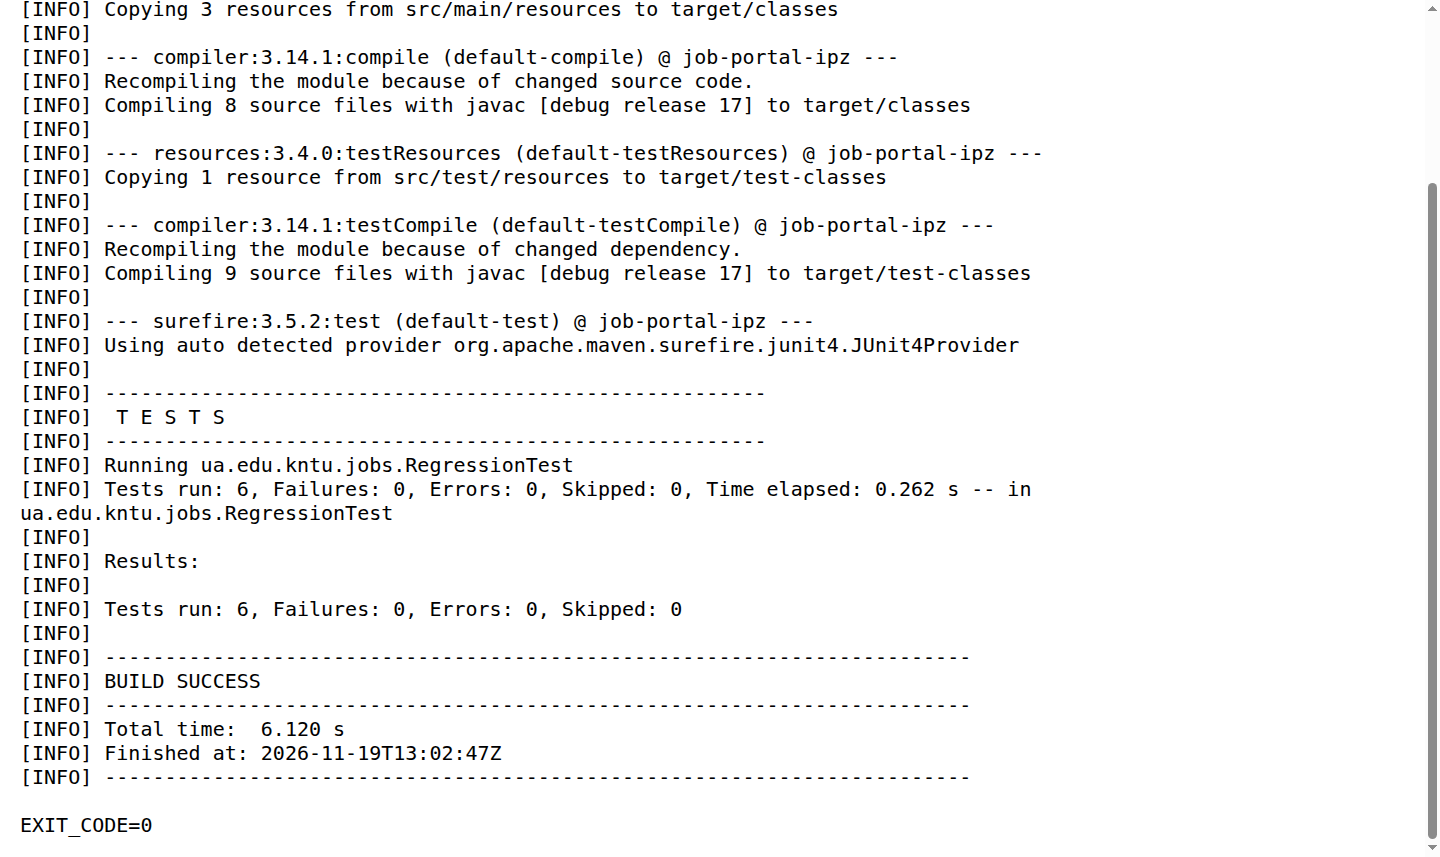 [INFO] Copying 3 resources from src/main/resources to target/classes
[INFO]
[INFO] --- compiler:3.14.1:compile (default-compile) @ job-portal-ipz ---
[INFO] Recompiling the module because of changed source code.
[INFO] Compiling 8 source files with javac [debug release 17] to target/classes
[INFO]
[INFO] --- resources:3.4.0:testResources (default-testResources) @ job-portal-ipz ---
[INFO] Copying 1 resource from src/test/resources to target/test-classes
[INFO]
[INFO] --- compiler:3.14.1:testCompile (default-testCompile) @ job-portal-ipz ---
[INFO] Recompiling the module because of changed dependency.
[INFO] Compiling 9 source files with javac [debug release 17] to target/test-classes
[INFO]
[INFO] --- surefire:3.5.2:test (default-test) @ job-portal-ipz ---
[INFO] Using auto detected provider org.apache.maven.surefire.junit4.JUnit4Provider
[INFO]
[INFO] -------------------------------------------------------
[INFO]  T E S T S
[INFO] -------------------------------------------------------
[INFO] Running ua.edu.kntu.jobs.RegressionTest
[INFO] Tests run: 6, Failures: 0, Errors: 0, Skipped: 0, Time elapsed: 0.262 s -- in
ua.edu.kntu.jobs.RegressionTest
[INFO]
[INFO] Results:
[INFO]
[INFO] Tests run: 6, Failures: 0, Errors: 0, Skipped: 0
[INFO]
[INFO] ------------------------------------------------------------------------
[INFO] BUILD SUCCESS
[INFO] ------------------------------------------------------------------------
[INFO] Total time:  6.120 s
[INFO] Finished at: 2026-11-19T13:02:47Z
[INFO] ------------------------------------------------------------------------
EXIT_CODE=0